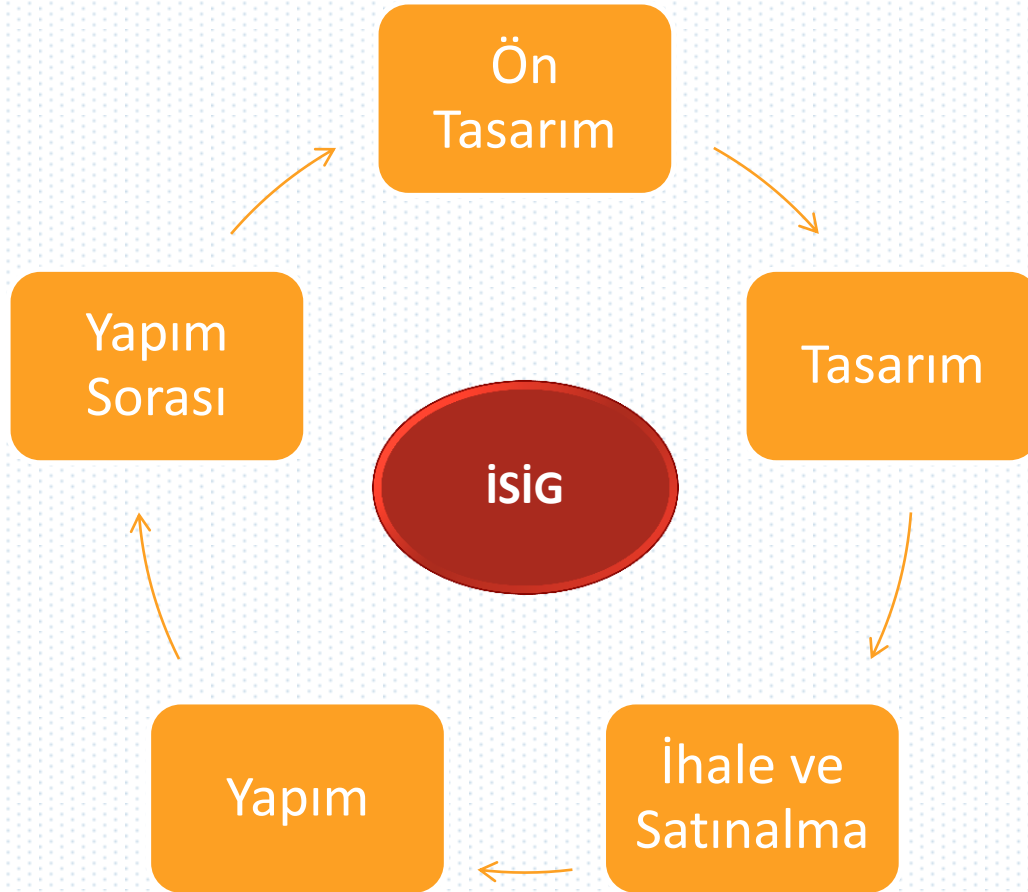 Ön
Tasarım
Tasarım
İhale ve
Satınalma
Yapım
Yapım
Sorası
İSİG